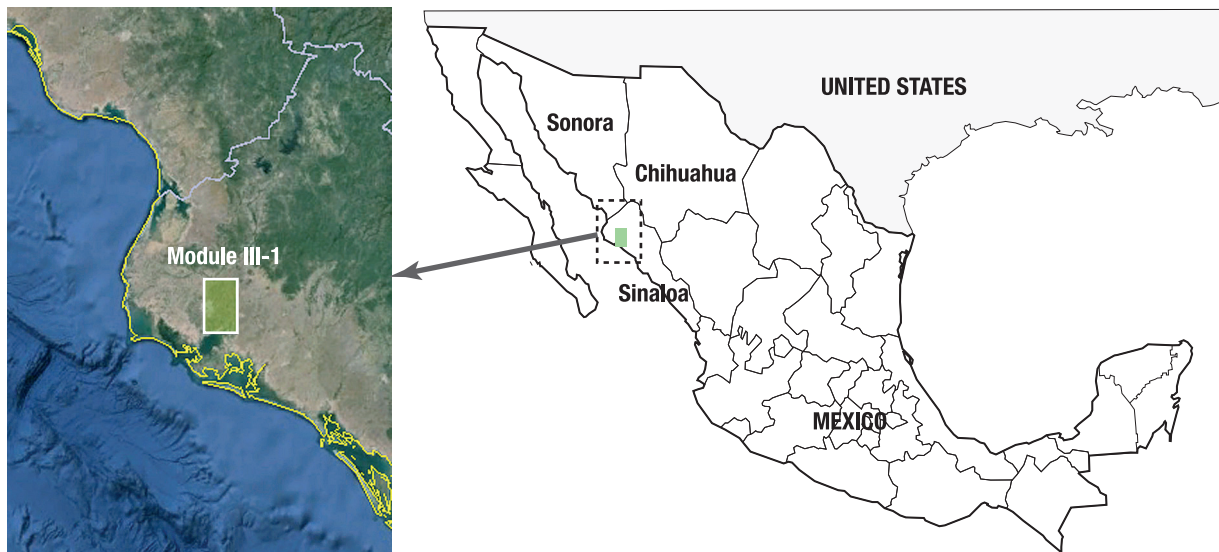 Module III-1
UNITED STATES
Sonora
Chihuahua
Sinaloa
MEXICO